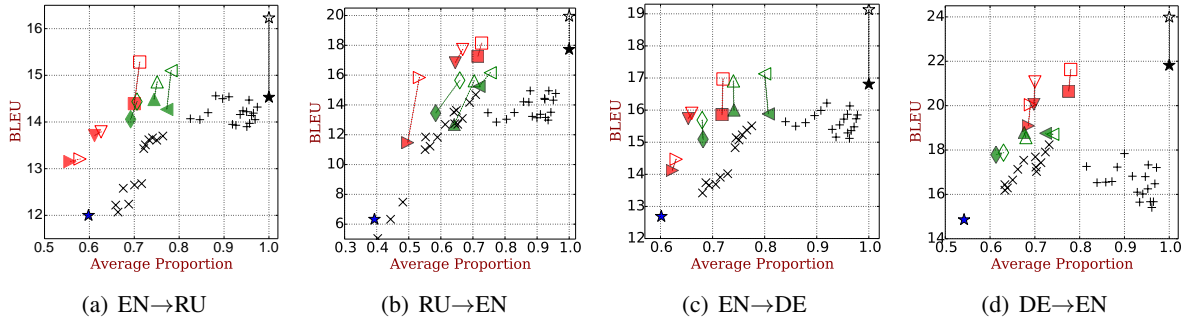 16
15
14
13
12
BLEU
0.5 0.6 0.7 0.8 0.9 1.0
Average Proportion
(a) EN→RU
20
18
16
14
12
10
8
6
BLEU
0.3 0.4 0.5 0.6 0.7 0.8 0.9 1.0
Average Proportion
(b) RU→EN
19
18
17
16
15
14
13
12
BLEU
0.6 0.7 0.8 0.9 1.0
Average Proportion
(c) EN→DE
24
22
20
18
16
14
BLEU
0.5 0.6 0.7 0.8 0.9 1.0
Average Proportion
(d) DE→EN